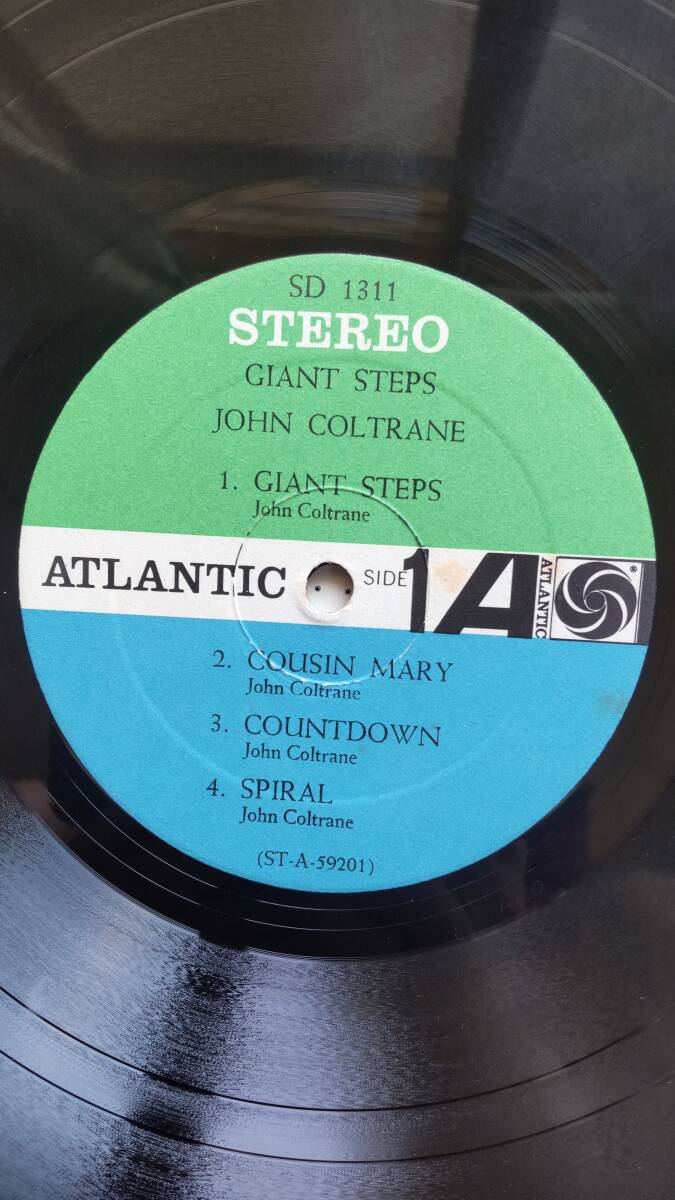 SD 1311
STEREO
GIANT STEPS
JOHN COLTRANE
1. GIANT STEPS
John Coltrane
ATLANTIC SIDE 1 A ATLANTIC ®
2. COUSIN MARY
John Coltrane
3. COUNTDOWN
John Coltrane
4. SPIRAL
John Coltrane
(ST-A-59201)